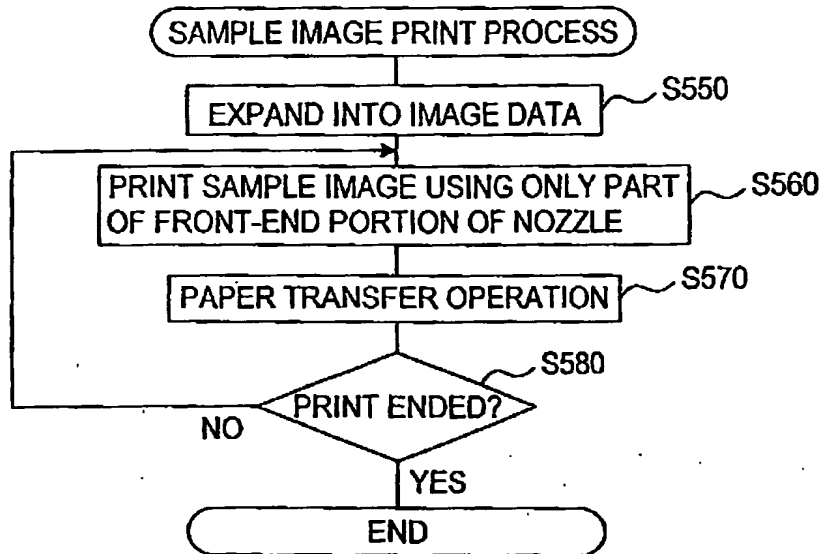 SAMPLE IMAGE PRINT PROCESS
EXPAND INTO IMAGE DATA
S550
PRINT SAMPLE IMAGE USING ONLY PART
OF FRONT-END PORTION OF NOZZLE
S560
PAPER TRANSFER OPERATION
S570
S580
PRINT ENDED?
NO
YES
END